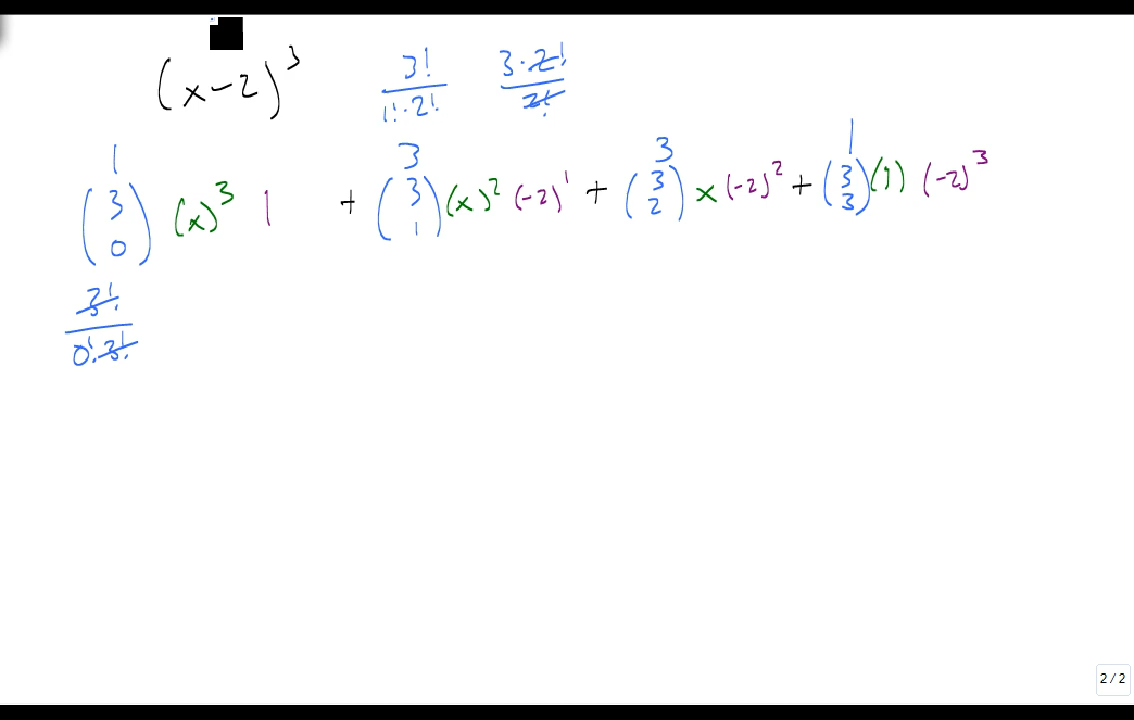 (x-2)^3   3!/(1!·2!)   (3·2!)/2!
1   3   3   1
(3 0) (x)^3 1 + (3 1) (x)^2 (-2)^1 + (3 2) x (-2)^2 + (3 3) (1) (-2)^3
3!/(0!·3!)
2/2